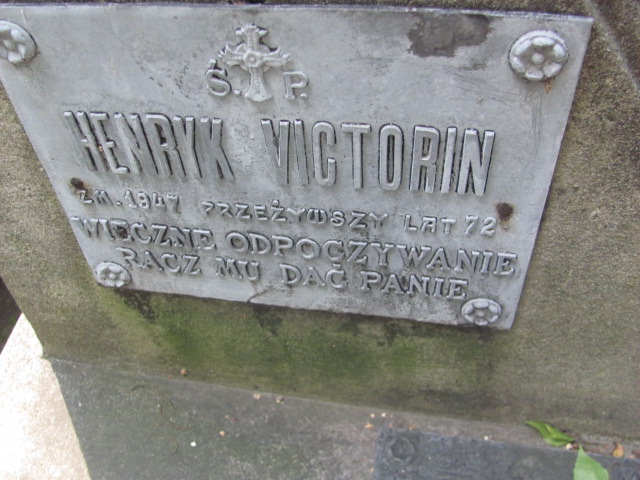 Ś. P.
HENRYK VICTORIN
ZM. 1947 PRZEŻYWSZY LAT 72
WIECZNE ODPOCZYWANIE
RACZ MU DAĆ PANIE